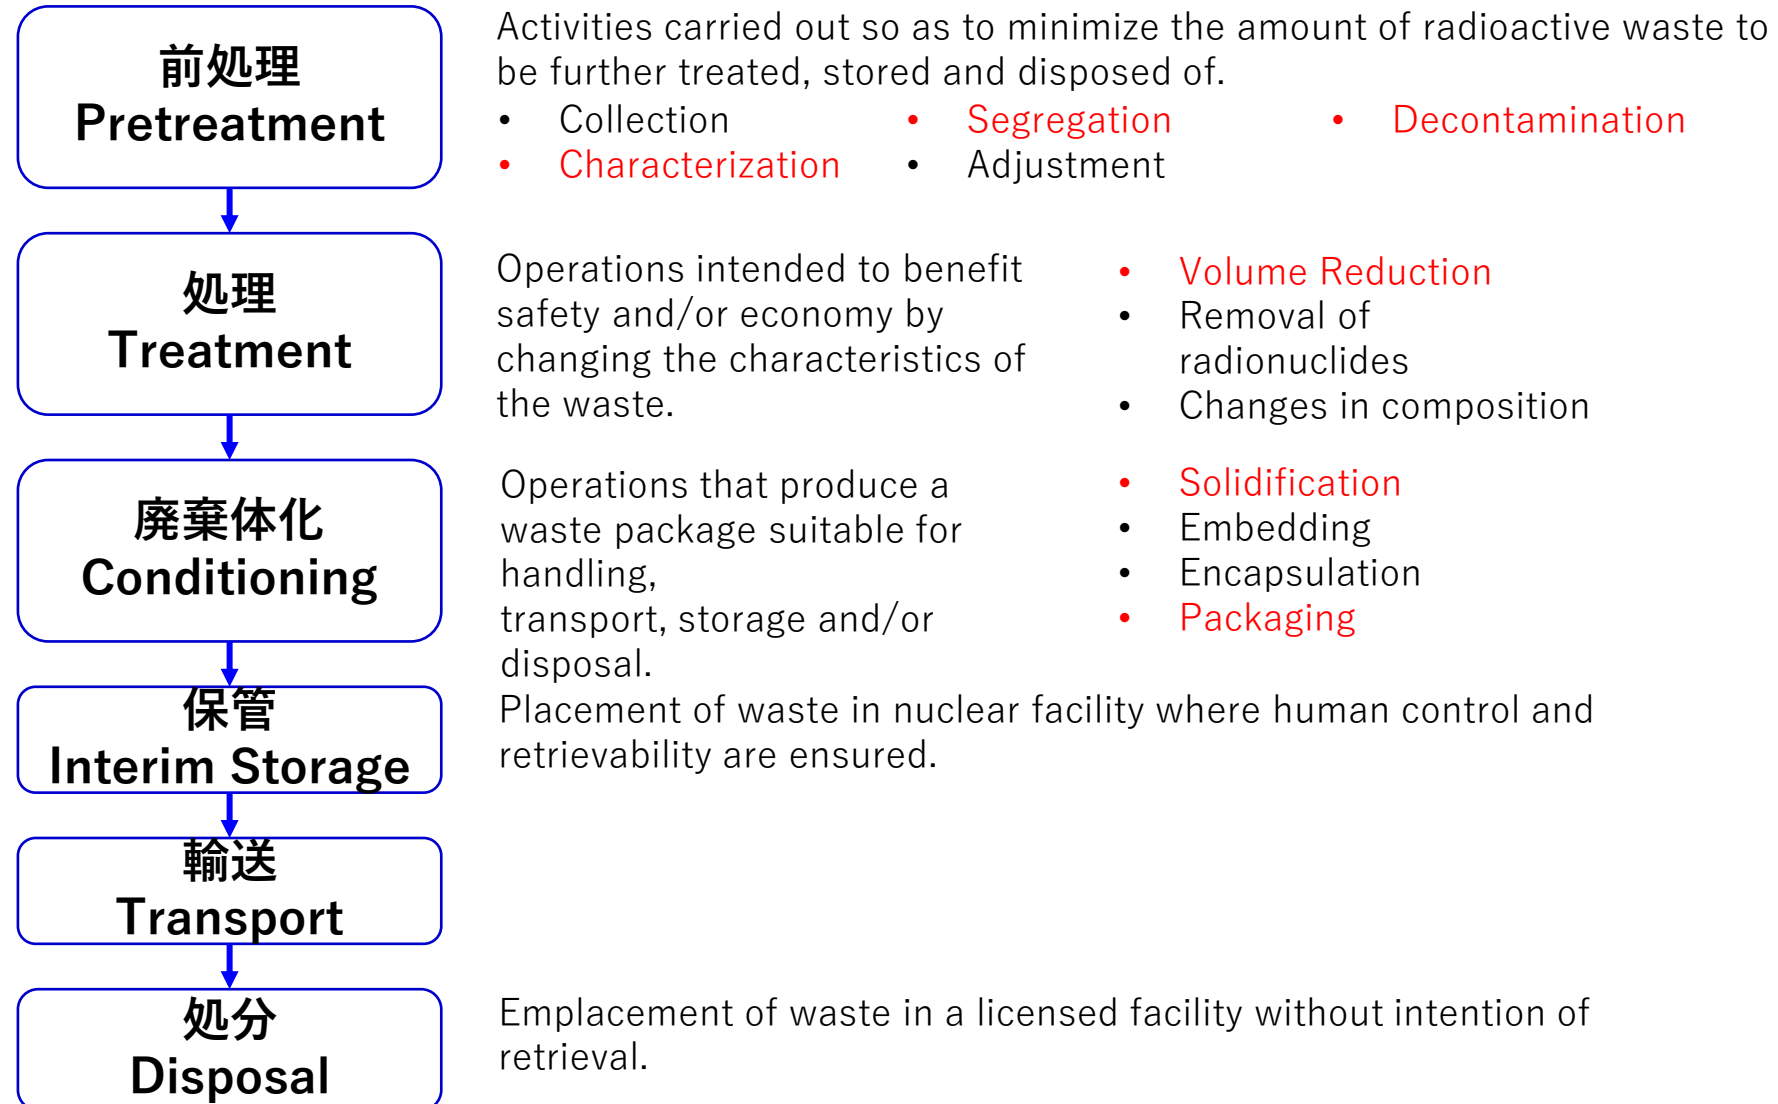 前処理
Pretreatment
Activities carried out so as to minimize the amount of radioactive waste to
be further treated, stored and disposed of.
• Collection • Segregation • Decontamination
• Characterization • Adjustment
処理
Treatment
Operations intended to benefit
safety and/or economy by
changing the characteristics of
the waste.
• Volume Reduction
• Removal of
radionuclides
• Changes in composition
廃棄体化
Conditioning
Operations that produce a
waste package suitable for
handling,
transport, storage and/or
disposal.
• Solidification
• Embedding
• Encapsulation
• Packaging
保管
Interim Storage
Placement of waste in nuclear facility where human control and
retrievability are ensured.
輸送
Transport
処分
Disposal
Emplacement of waste in a licensed facility without intention of
retrieval.